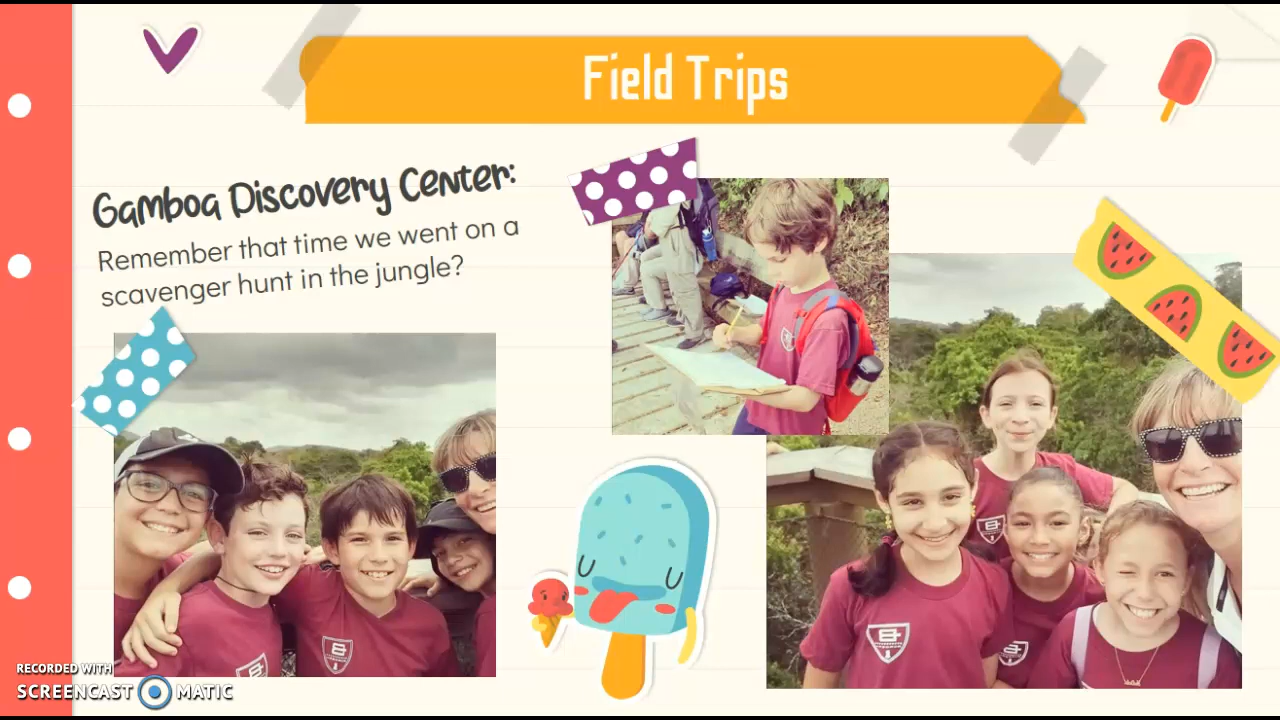 Field Trips
Gamboa Discovery Center:
Remember that time we went on a
scavenger hunt in the jungle?
RECORDED WITH
SCREENCAST MATIC